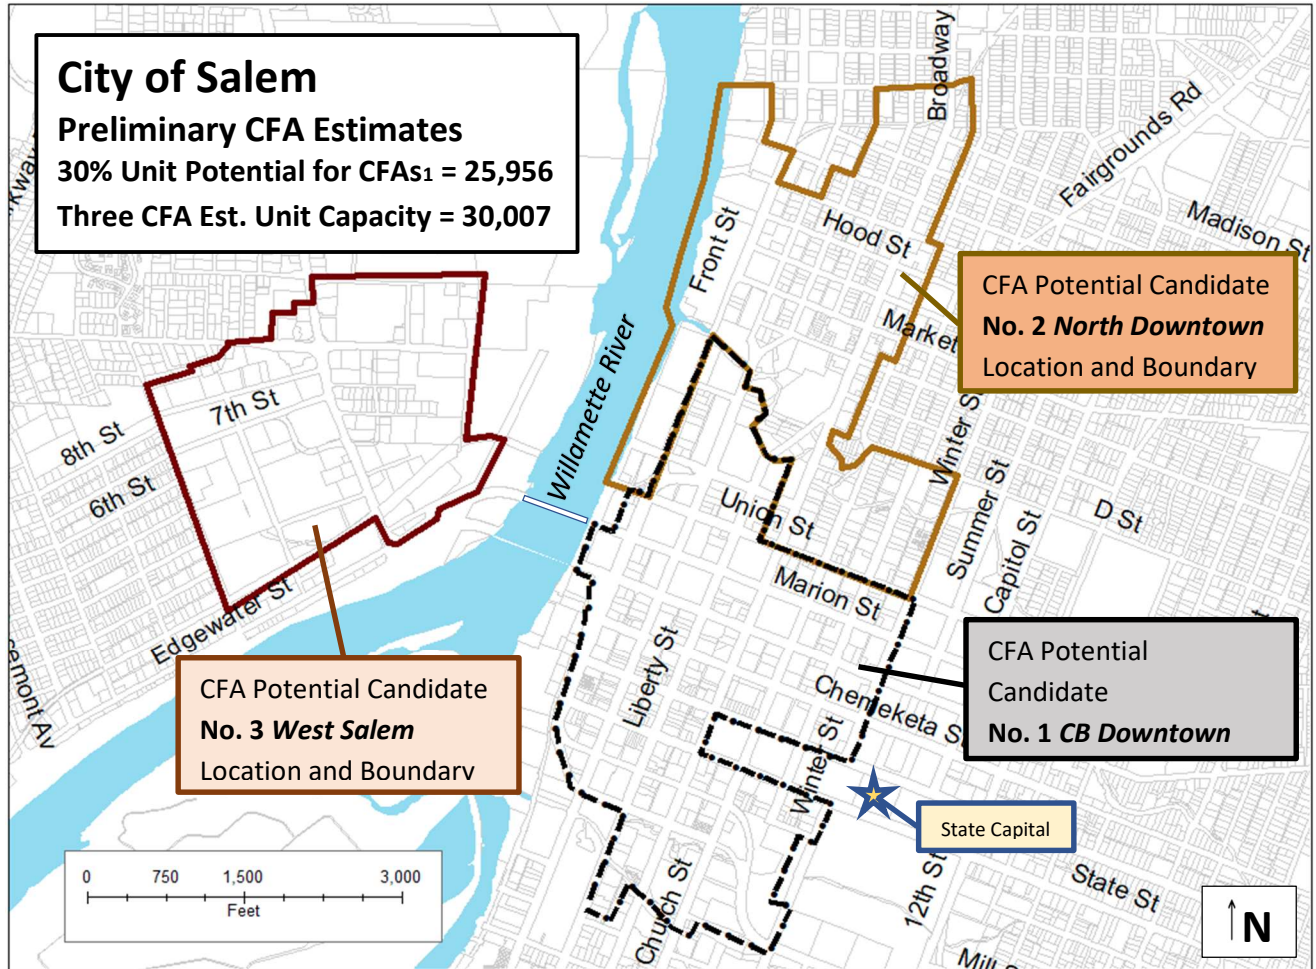 City of Salem
Preliminary CFA Estimates
30% Unit Potential for CFAs1 = 25,956
Three CFA Est. Unit Capacity = 30,007
Broadway
Fairgrounds Rd
Madison St
Front St
Hood St
CFA Potential Candidate
No. 2 North Downtown
Location and Boundary
Market
Willamette River
7th St
8th St
6th St
Winter St
Summer St
Capitol St
D St
Union St
Marion St
Edgewater St
CFA Potential Candidate
No. 3 West Salem
Location and Boundary
Liberty St
Chemeketa S
CFA Potential
Candidate
No. 1 CB Downtown
Winter St
State Capital
emont Av
0 750 1,500 3,000
Feet
Church St
12th St
State St
Mill S
N